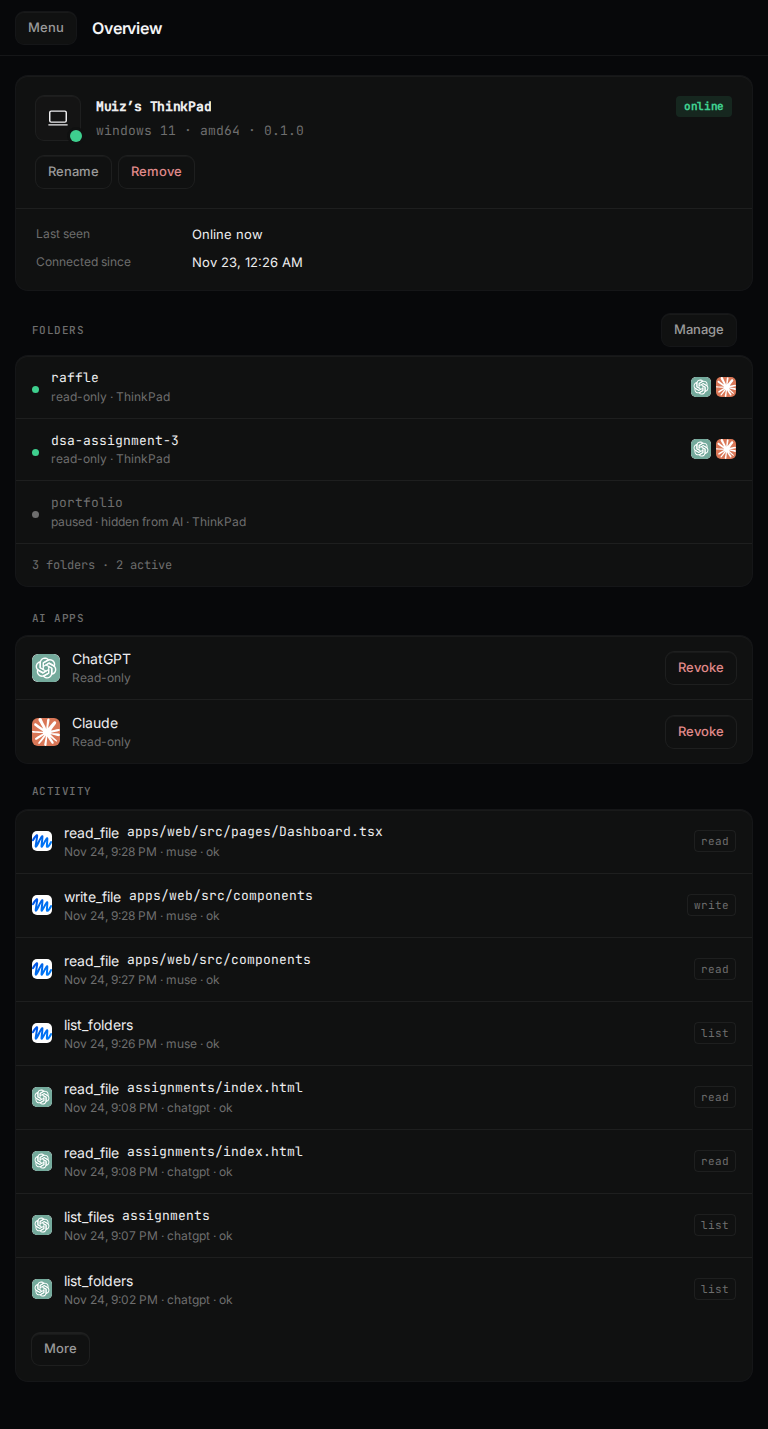 Menu
Overview
Muiz’s ThinkPad
online
windows 11 · amd64 · 0.1.0
Rename
Remove
Last seen
Online now
Connected since
Nov 23, 12:26 AM
FOLDERS
Manage
raffle
read-only · ThinkPad
dsa-assignment-3
read-only · ThinkPad
portfolio
paused · hidden from AI · ThinkPad
3 folders · 2 active
AI APPS
ChatGPT
Read-only
Revoke
Claude
Read-only
Revoke
ACTIVITY
read_file apps/web/src/pages/Dashboard.tsx
Nov 24, 9:28 PM · muse · ok
read
write_file apps/web/src/components
Nov 24, 9:28 PM · muse · ok
write
read_file apps/web/src/components
Nov 24, 9:27 PM · muse · ok
read
list_folders
Nov 24, 9:26 PM · muse · ok
list
read_file assignments/index.html
Nov 24, 9:08 PM · chatgpt · ok
read
read_file assignments/index.html
Nov 24, 9:08 PM · chatgpt · ok
read
list_files assignments
Nov 24, 9:07 PM · chatgpt · ok
list
list_folders
Nov 24, 9:02 PM · chatgpt · ok
list
More